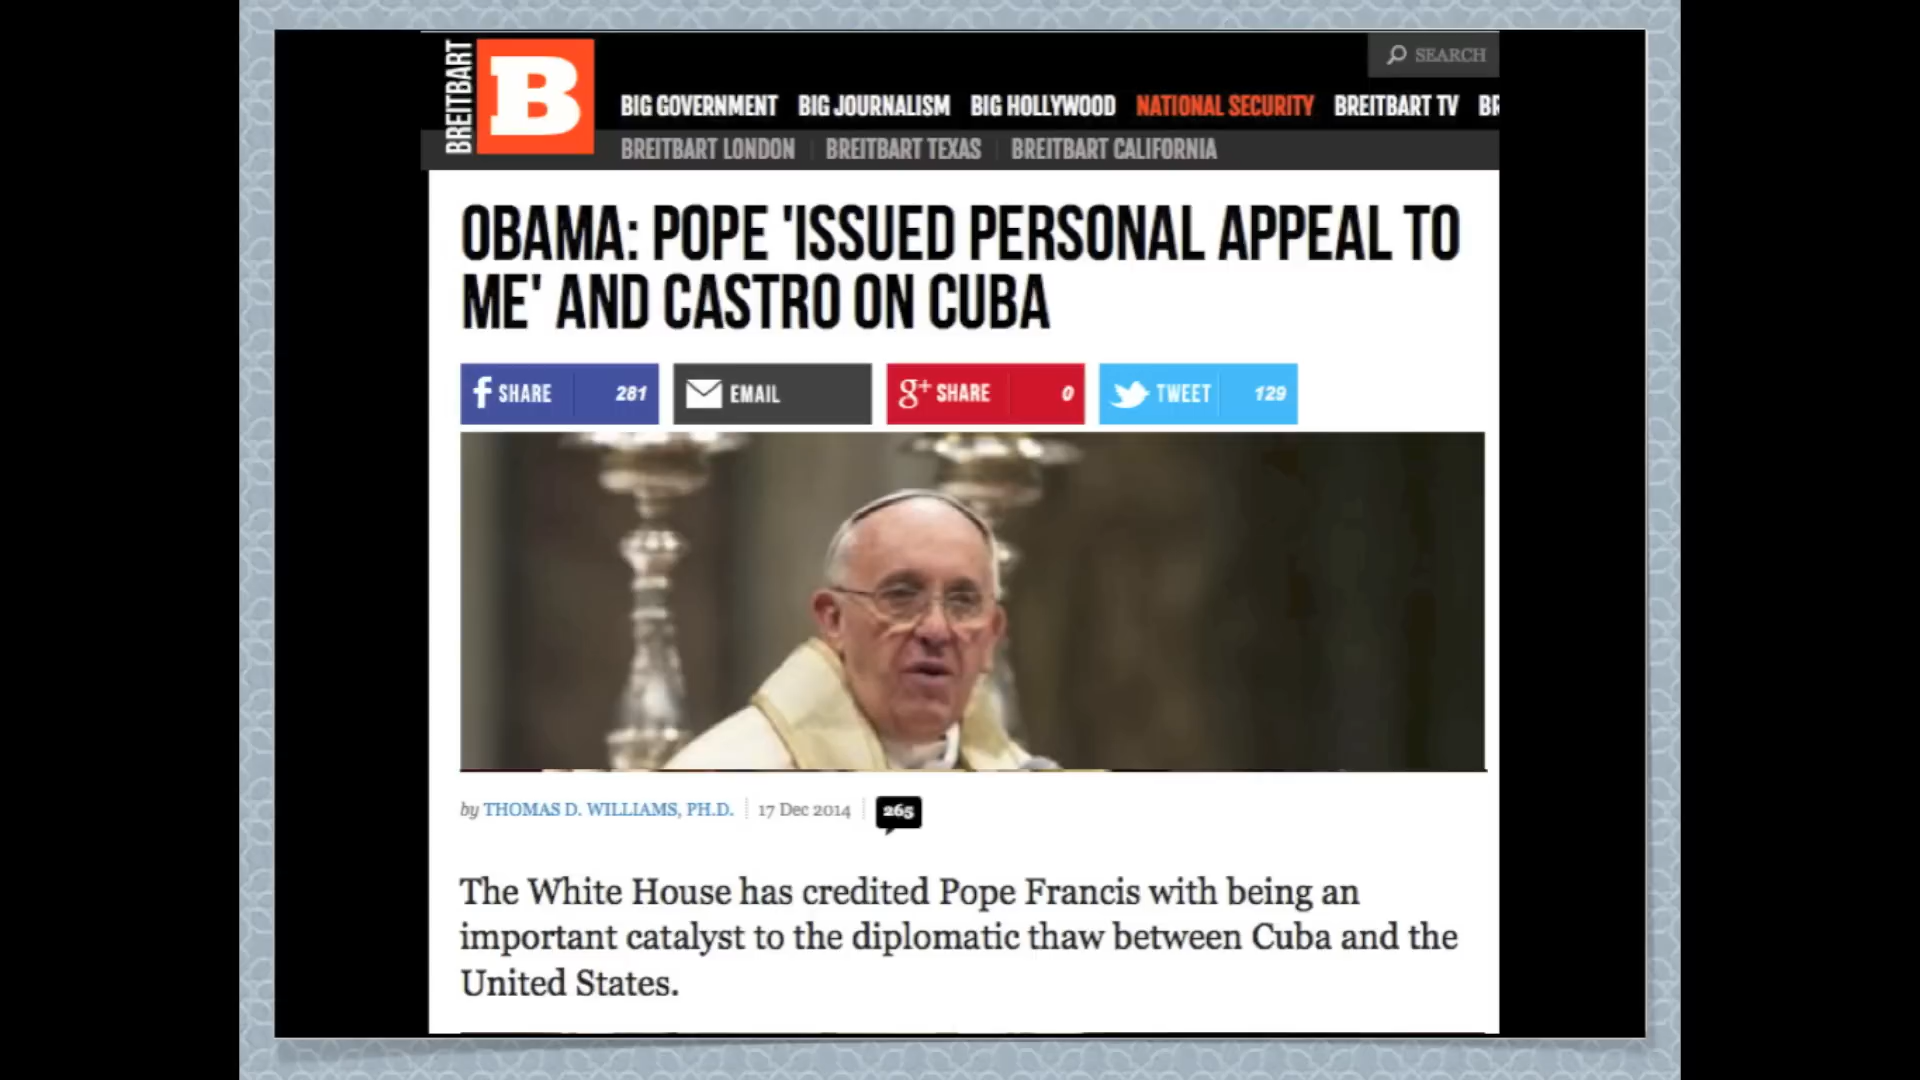 BREITBART
B
SEARCH
BIG GOVERNMENT BIG JOURNALISM BIG HOLLYWOOD NATIONAL SECURITY BREITBART TV BR
BREITBART LONDON BREITBART TEXAS BREITBART CALIFORNIA
OBAMA: POPE 'ISSUED PERSONAL APPEAL TO
ME' AND CASTRO ON CUBA
f SHARE 281 EMAIL g+ SHARE 0 TWEET 129
by THOMAS D. WILLIAMS, PH.D. 17 Dec 2014 265
The White House has credited Pope Francis with being an
important catalyst to the diplomatic thaw between Cuba and the
United States.